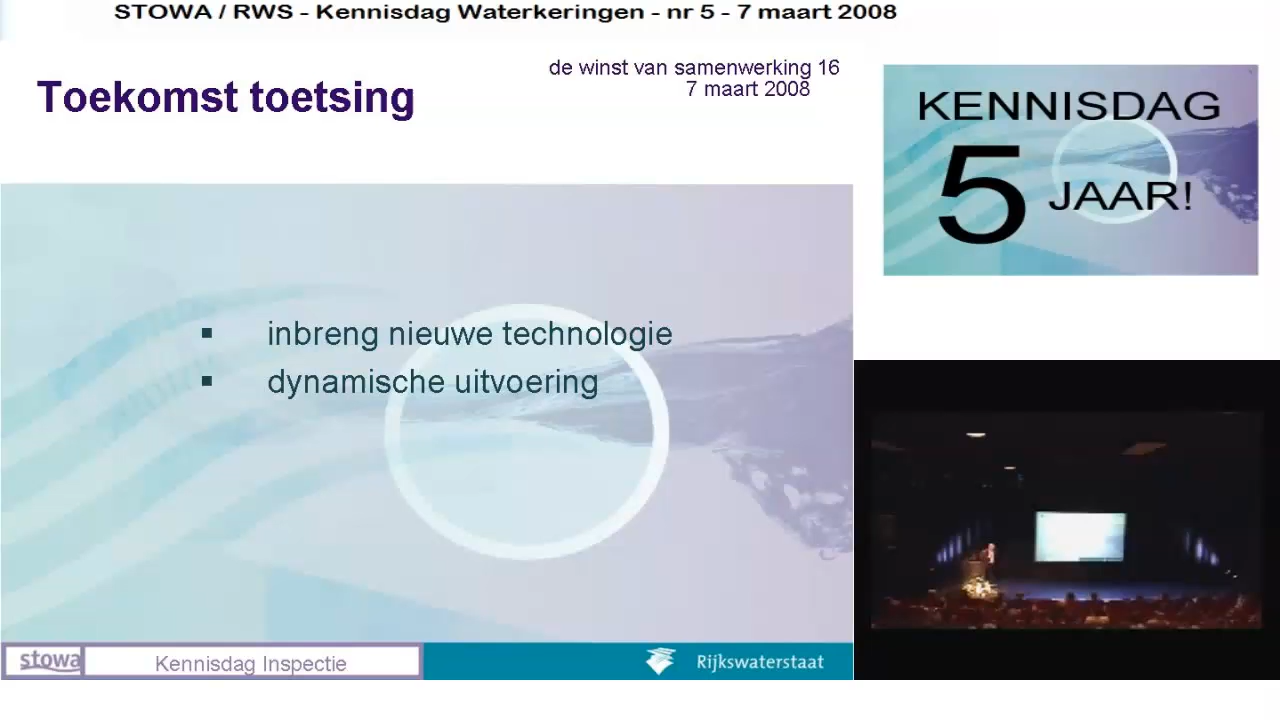 STOWA / RWS - Kennisdag Waterkeringen - nr 5 - 7 maart 2008
de winst van samenwerking 16
7 maart 2008
Toekomst toetsing
KENNISDAG
5 JAAR!
▪ inbreng nieuwe technologie
▪ dynamische uitvoering
stowa
Kennisdag Inspectie
Rijkswaterstaat